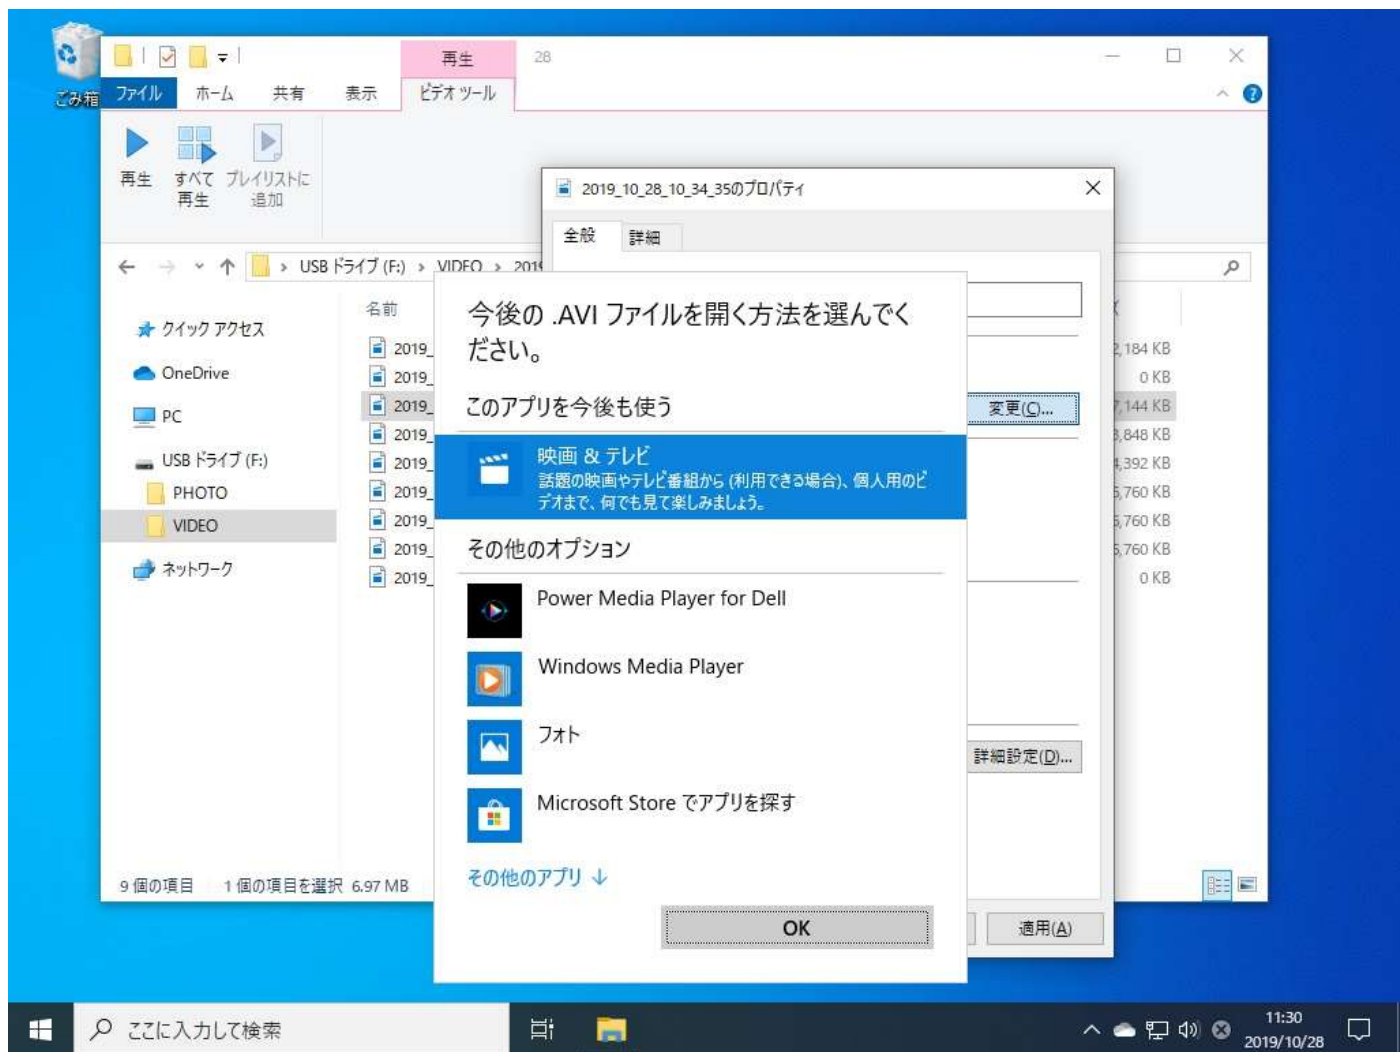 ごみ箱
再生
28
ファイル
ホーム
共有
表示
ビデオ ツール
再生
すべて
再生
プレイリストに
追加
2019_10_28_10_34_35のプロパティ
全般
詳細
USB ドライブ (F:) › VIDEO › 201
クイック アクセス
OneDrive
PC
USB ドライブ (F:)
PHOTO
VIDEO
ネットワーク
名前
2019_
2019_
2019_
2019_
2019_
2019_
2019_
2019_
2019_
,184 KB
0 KB
,144 KB
,848 KB
,392 KB
,760 KB
,760 KB
,760 KB
0 KB
変更(C)...
詳細設定(D)...
適用(A)
今後の .AVI ファイルを開く方法を選んでく
ださい。
このアプリを今後も使う
映画 & テレビ
話題の映画やテレビ番組から (利用できる場合)、個人用のビ
デオまで、何でも見て楽しみましょう。
その他のオプション
Power Media Player for Dell
Windows Media Player
フォト
Microsoft Store でアプリを探す
その他のアプリ ↓
OK
9 個の項目
1 個の項目を選択 6.97 MB
ここに入力して検索
11:30
2019/10/28